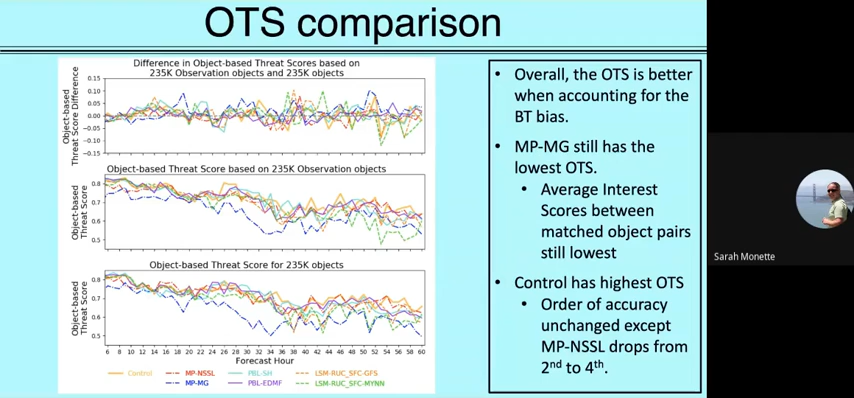 OTS comparison
Difference in Object-based Threat Scores based on
235K Observation objects and 235K objects
Object-based
Threat Score Difference
0.15
0.10
0.05
0.00
−0.05
−0.10
−0.15
Object-based Threat Score based on 235K Observation objects
Object-based
Threat Score
0.8
0.7
0.6
0.5
Object-based Threat Score for 235K objects
Object-based
Threat Score
0.8
0.7
0.6
0.5
6 8 10 12 14 16 18 20 22 24 26 28 30 32 34 36 38 40 42 44 46 48 50 52 54 56 58 60
Forecast Hour
Control MP-NSSL PBL-SH LSM-RUC_SFC-GFS
MP-MG PBL-EDMF LSM-RUC_SFC-MYNN
• Overall, the OTS is better
when accounting for the
BT bias.
• MP-MG still has the
lowest OTS.
• Average Interest
Scores between
matched object pairs
still lowest
• Control has highest OTS
• Order of accuracy
unchanged except
MP-NSSL drops from
2nd to 4th.
Sarah Monette